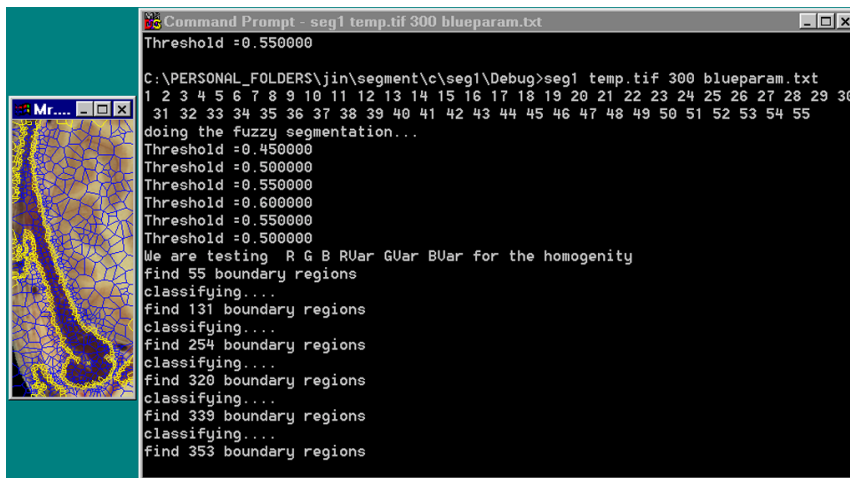 Command Prompt - seg1 temp.tif 300 blueparam.txt
Threshold =0.550000
C:\PERSONAL_FOLDERS\jin\segment\c\seg1\Debug>seg1 temp.tif 300 blueparam.txt
1 2 3 4 5 6 7 8 9 10 11 12 13 14 15 16 17 18 19 20 21 22 23 24 25 26 27 28 29 30
31 32 33 34 35 36 37 38 39 40 41 42 43 44 45 46 47 48 49 50 51 52 53 54 55
doing the fuzzy segmentation...
Threshold =0.450000
Threshold =0.500000
Threshold =0.550000
Threshold =0.600000
Threshold =0.550000
Threshold =0.500000
We are testing  R G B RVar GVar BVar for the homogenity
find 55 boundary regions
classifying....
find 131 boundary regions
classifying....
find 254 boundary regions
classifying....
find 320 boundary regions
classifying....
find 339 boundary regions
classifying....
find 353 boundary regions
Mr....